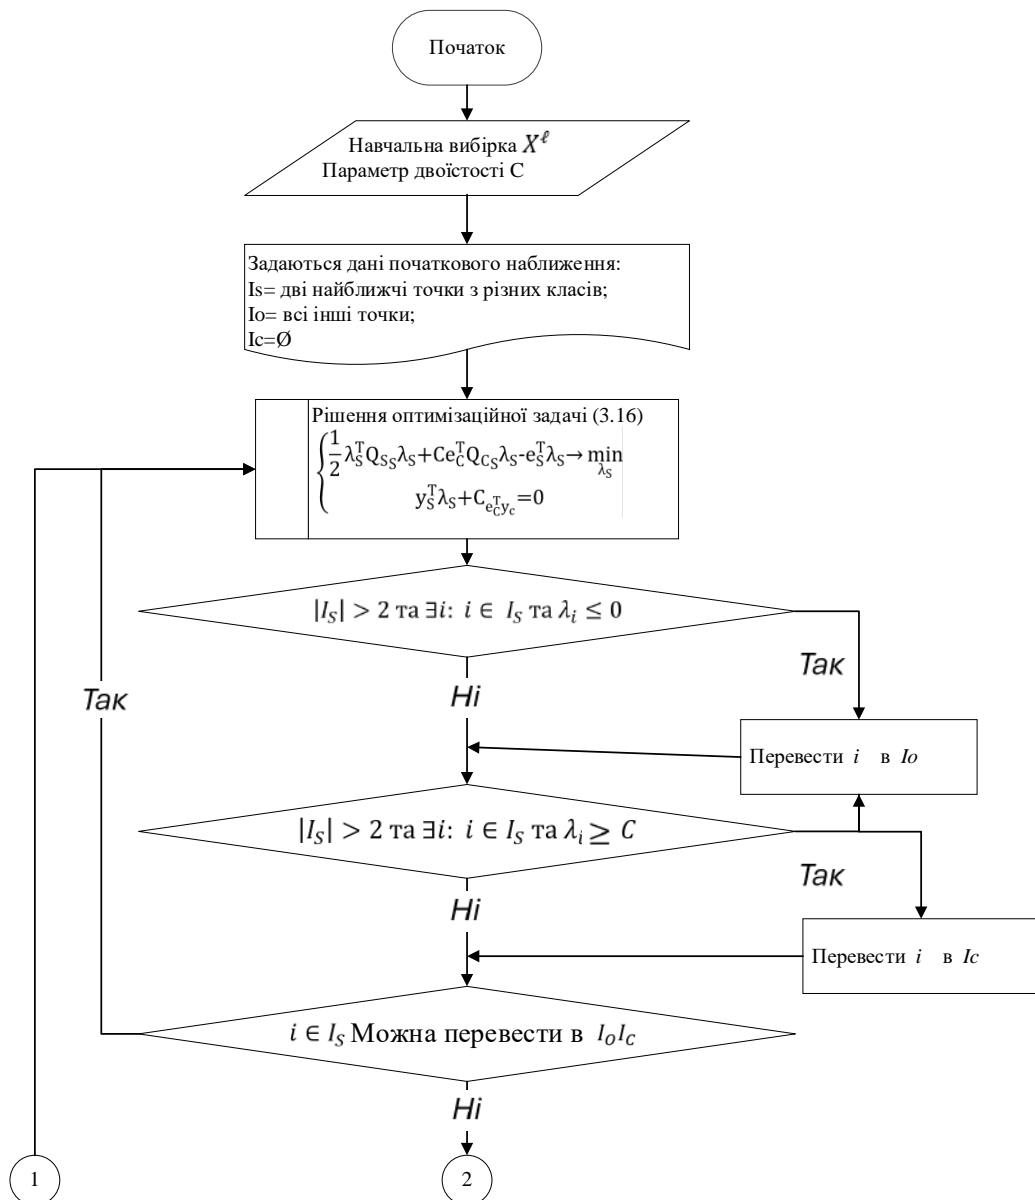 Початок
Навчальна вибірка X^ℓ
Параметр двоїстості C
Задаються дані початкового наближення:
Is= дві найближчі точки з різних класів;
Io= всі інші точки;
Ic=Ø
Рішення оптимізаційної задачі (3.16)
{ 1/2 λ_S^T Q_SS λ_S+Ce_C^T Q_CS λ_S-e_S^T λ_S→ min λ_S
y_S^T λ_S+C_{e_C^T y_c}=0
|I_S| > 2 та ∃i: i ∈ I_S та λ_i ≤ 0
Так
Так
Ні
Перевести i в Io
|I_S| > 2 та ∃i: i ∈ I_S та λ_i ≥ C
Так
Ні
Перевести i в Ic
i ∈ I_S Можна перевести в I_O I_C
Ні
1
2